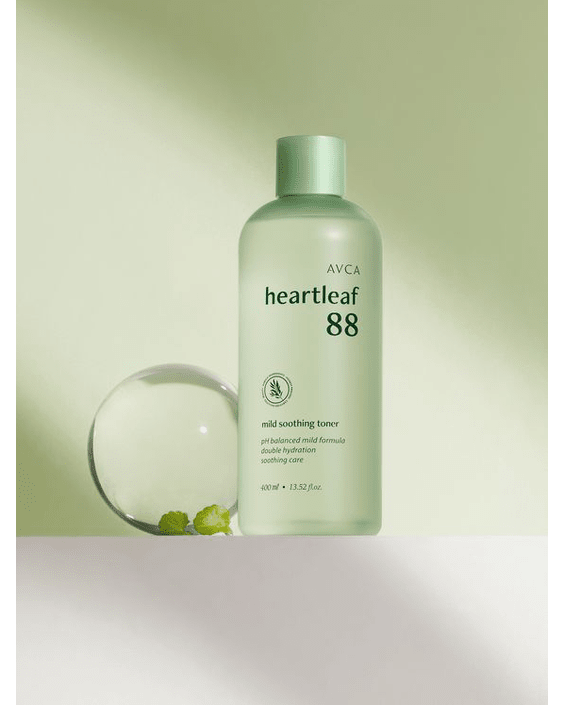 AVCA
heartleaf
88
mild soothing toner
pH balanced mild formula
double hydration
soothing care
400 ml • 13.52 fl.oz.